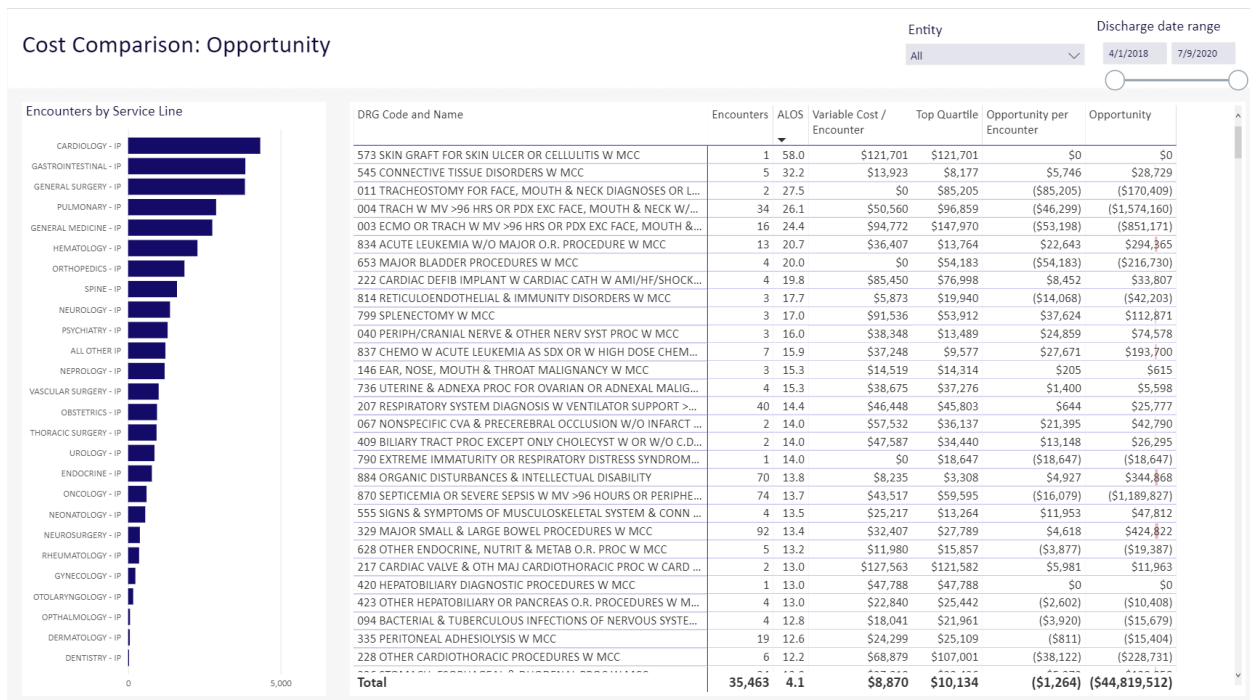 Cost Comparison: Opportunity
Entity
All
Discharge date range
4/1/2018 7/9/2020
Encounters by Service Line
CARDIOLOGY - IP
GASTROINTESTINAL - IP
GENERAL SURGERY - IP
PULMONARY - IP
GENERAL MEDICINE - IP
HEMATOLOGY - IP
ORTHOPEDICS - IP
SPINE - IP
NEUROLOGY - IP
PSYCHIATRY - IP
ALL OTHER IP
NEPROLOGY - IP
VASCULAR SURGERY - IP
OBSTETRICS - IP
THORACIC SURGERY - IP
UROLOGY - IP
ENDOCRINE - IP
ONCOLOGY - IP
NEONATOLOGY - IP
NEUROSURGERY - IP
RHEUMATOLOGY - IP
GYNECOLOGY - IP
OTOLARYNGOLOGY - IP
OPTHALMOLOGY - IP
DERMATOLOGY - IP
DENTISTRY - IP
0 5,000
DRG Code and Name Encounters ALOS Variable Cost / Encounter Top Quartile Opportunity per Encounter Opportunity
573 SKIN GRAFT FOR SKIN ULCER OR CELLULITIS W MCC 1 58.0 $121,701 $121,701 $0 $0
545 CONNECTIVE TISSUE DISORDERS W MCC 5 32.2 $13,923 $8,177 $5,746 $28,729
011 TRACHEOSTOMY FOR FACE, MOUTH & NECK DIAGNOSES OR L... 2 27.5 $0 $85,205 ($85,205) ($170,409)
004 TRACH W MV >96 HRS OR PDX EXC FACE, MOUTH & NECK W/... 34 26.1 $50,560 $96,859 ($46,299) ($1,574,160)
003 ECMO OR TRACH W MV >96 HRS OR PDX EXC FACE, MOUTH &... 16 24.4 $94,772 $147,970 ($53,198) ($851,171)
834 ACUTE LEUKEMIA W/O MAJOR O.R. PROCEDURE W MCC 13 20.7 $36,407 $13,764 $22,643 $294,365
653 MAJOR BLADDER PROCEDURES W MCC 4 20.0 $0 $54,183 ($54,183) ($216,730)
222 CARDIAC DEFIB IMPLANT W CARDIAC CATH W AMI/HF/SHOCK... 4 19.8 $85,450 $76,998 $8,452 $33,807
814 RETICULOENDOTHELIAL & IMMUNITY DISORDERS W MCC 3 17.7 $5,873 $19,940 ($14,068) ($42,203)
799 SPLENECTOMY W MCC 3 17.0 $91,536 $53,912 $37,624 $112,871
040 PERIPH/CRANIAL NERVE & OTHER NERV SYST PROC W MCC 3 16.0 $38,348 $13,489 $24,859 $74,578
837 CHEMO W ACUTE LEUKEMIA AS SDX OR W HIGH DOSE CHEM... 7 15.9 $37,248 $9,577 $27,671 $193,700
146 EAR, NOSE, MOUTH & THROAT MALIGNANCY W MCC 3 15.3 $14,519 $14,314 $205 $615
736 UTERINE & ADNEXA PROC FOR OVARIAN OR ADNEXAL MALIG... 4 15.3 $38,675 $37,276 $1,400 $5,598
207 RESPIRATORY SYSTEM DIAGNOSIS W VENTILATOR SUPPORT >... 40 14.4 $46,448 $45,803 $644 $25,777
067 NONSPECIFIC CVA & PRECEREBRAL OCCLUSION W/O INFARCT ... 2 14.0 $57,532 $36,137 $21,395 $42,790
409 BILIARY TRACT PROC EXCEPT ONLY CHOLECYST W OR W/O C.D... 2 14.0 $47,587 $34,440 $13,148 $26,295
790 EXTREME IMMATURITY OR RESPIRATORY DISTRESS SYNDROM... 1 14.0 $0 $18,647 ($18,647) ($18,647)
884 ORGANIC DISTURBANCES & INTELLECTUAL DISABILITY 70 13.8 $8,235 $3,308 $4,927 $344,868
870 SEPTICEMIA OR SEVERE SEPSIS W MV >96 HOURS OR PERIPHE... 74 13.7 $43,517 $59,595 ($16,079) ($1,189,827)
555 SIGNS & SYMPTOMS OF MUSCULOSKELETAL SYSTEM & CONN ... 4 13.5 $25,217 $13,264 $11,953 $47,812
329 MAJOR SMALL & LARGE BOWEL PROCEDURES W MCC 92 13.4 $32,407 $27,789 $4,618 $424,822
628 OTHER ENDOCRINE, NUTRIT & METAB O.R. PROC W MCC 5 13.2 $11,980 $15,857 ($3,877) ($19,387)
217 CARDIAC VALVE & OTH MAJ CARDIOTHORACIC PROC W CARD ... 2 13.0 $127,563 $121,582 $5,981 $11,963
420 HEPATOBILIARY DIAGNOSTIC PROCEDURES W MCC 1 13.0 $47,788 $47,788 $0 $0
423 OTHER HEPATOBILIARY OR PANCREAS O.R. PROCEDURES W M... 4 13.0 $22,840 $25,442 ($2,602) ($10,408)
094 BACTERIAL & TUBERCULOUS INFECTIONS OF NERVOUS SYSTE... 4 12.8 $18,041 $21,961 ($3,920) ($15,679)
335 PERITONEAL ADHESIOLYSIS W MCC 19 12.6 $24,299 $25,109 ($811) ($15,404)
228 OTHER CARDIOTHORACIC PROCEDURES W MCC 6 12.2 $68,879 $107,001 ($38,122) ($228,731)
Total 35,463 4.1 $8,870 $10,134 ($1,264) ($44,819,512)